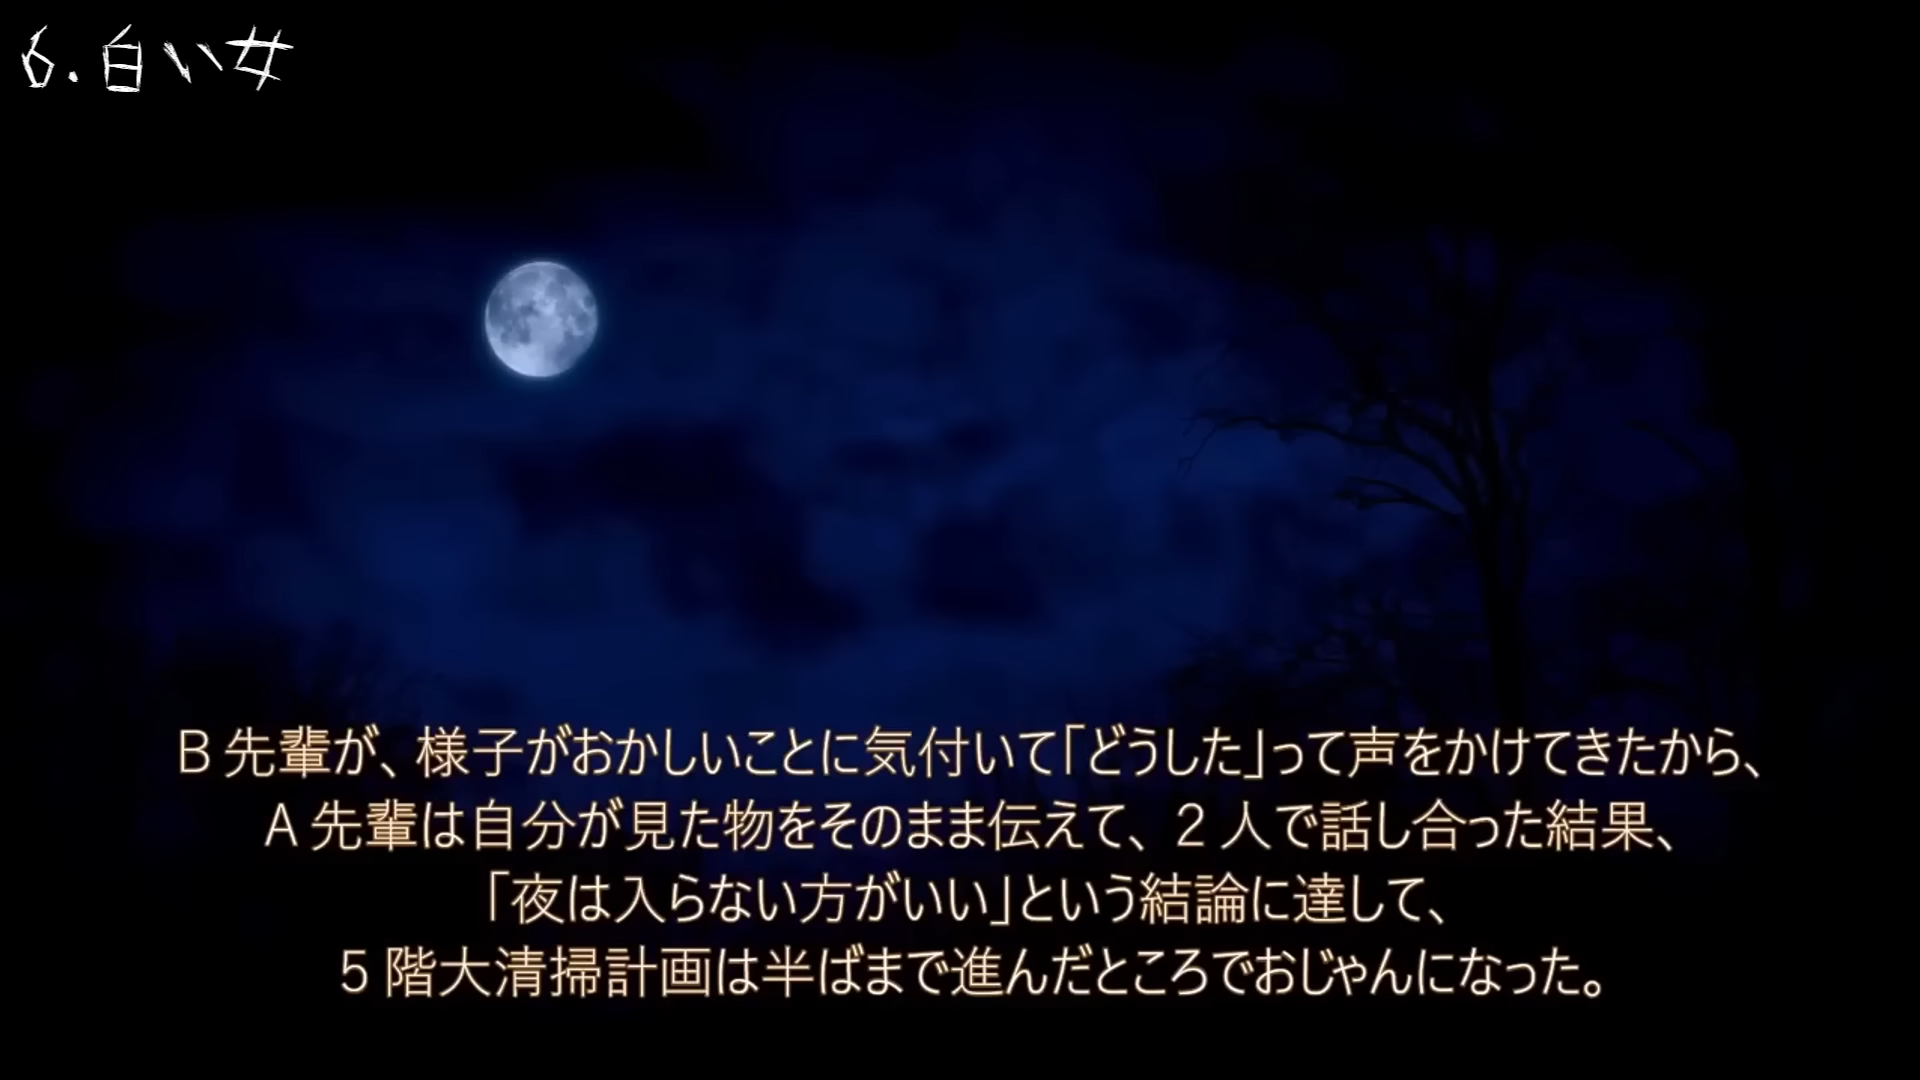 6.白い女
B先輩が、様子がおかしいことに気付いて「どうした」って声をかけてきたから、
A先輩は自分が見た物をそのまま伝えて、2人で話し合った結果、
「夜は入らない方がいい」という結論に達して、
5階大清掃計画は半ばまで進んだところでおじゃんになった。